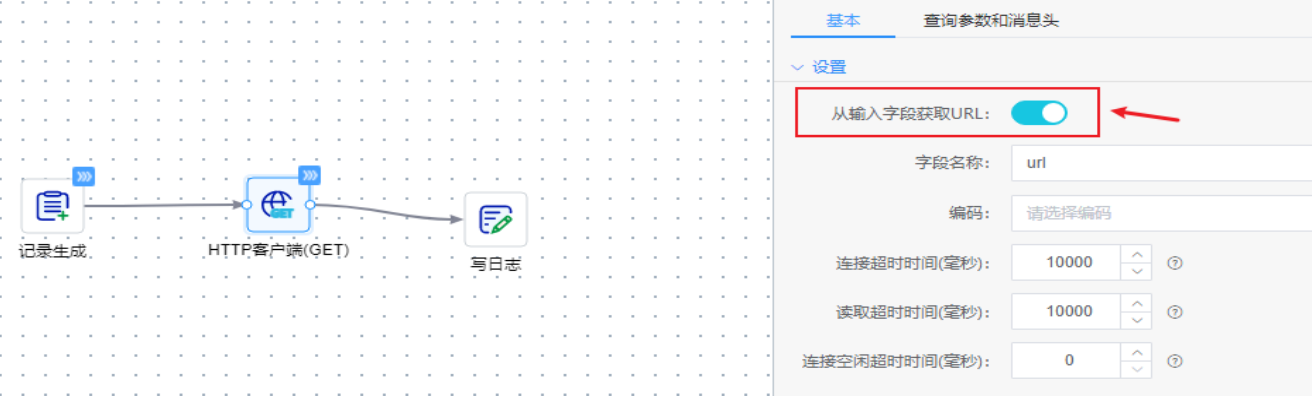 基本 查询参数和消息头
设置
从输入字段获取URL:
字段名称: url
编码: 请选择编码
连接超时时间(毫秒): 10000
读取超时时间(毫秒): 10000
连接空闲超时时间(毫秒): 0
记录生成
GET
HTTP客户端(GET)
写日志